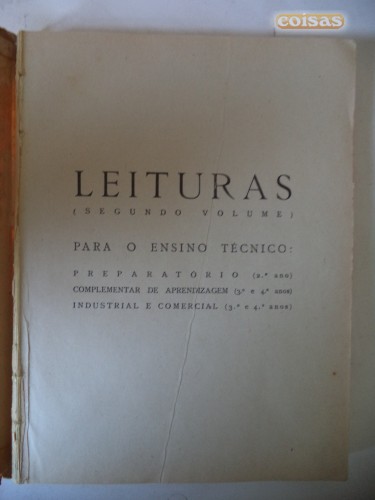 coisas
LEITURAS
(SEGUNDO VOLUME)
PARA O ENSINO TÉCNICO:
PREPARATÓRIO (2.º ano)
COMPLEMENTAR DE APRENDIZAGEM (3.º e 4.º anos)
INDUSTRIAL E COMERCIAL (3.º e 4.º anos)